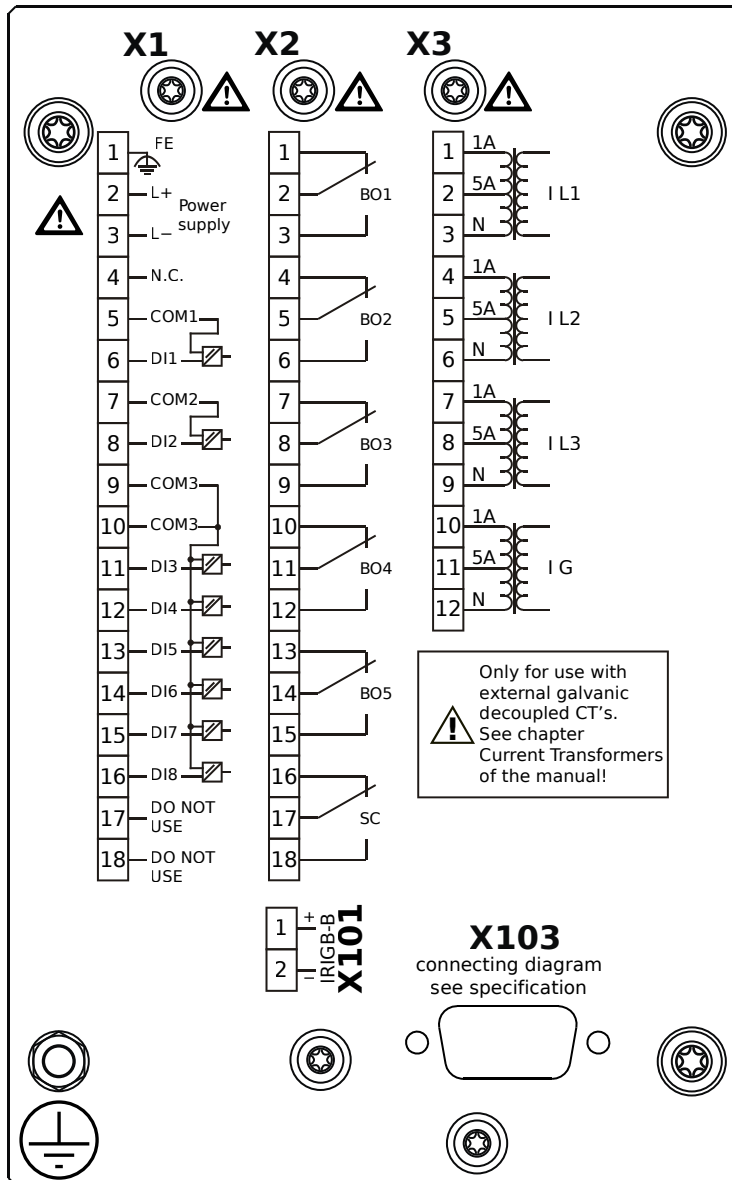 X1 X2 X3
1 FE
2 L+ Power
supply
3 L−
4 N.C.
5 COM1
6 DI1
7 COM2
8 DI2
9 COM3
10 COM3
11 DI3
12 DI4
13 DI5
14 DI6
15 DI7
16 DI8
17 DO NOT
USE
18 DO NOT
USE
1
2 BO1
3
4
5 BO2
6
7
8 BO3
9
10
11 BO4
12
13
14 BO5
15
16
17 SC
18
1 1A
2 5A I L1
3 N
4 1A
5 5A I L2
6 N
7 1A
8 5A I L3
9 N
10 1A
11 5A I G
12 N
! Only for use with
external galvanic
decoupled CT's.
See chapter
Current Transformers
of the manual!
1 +
2 −
IRIGB-B
X101
X103
connecting diagram
see specification